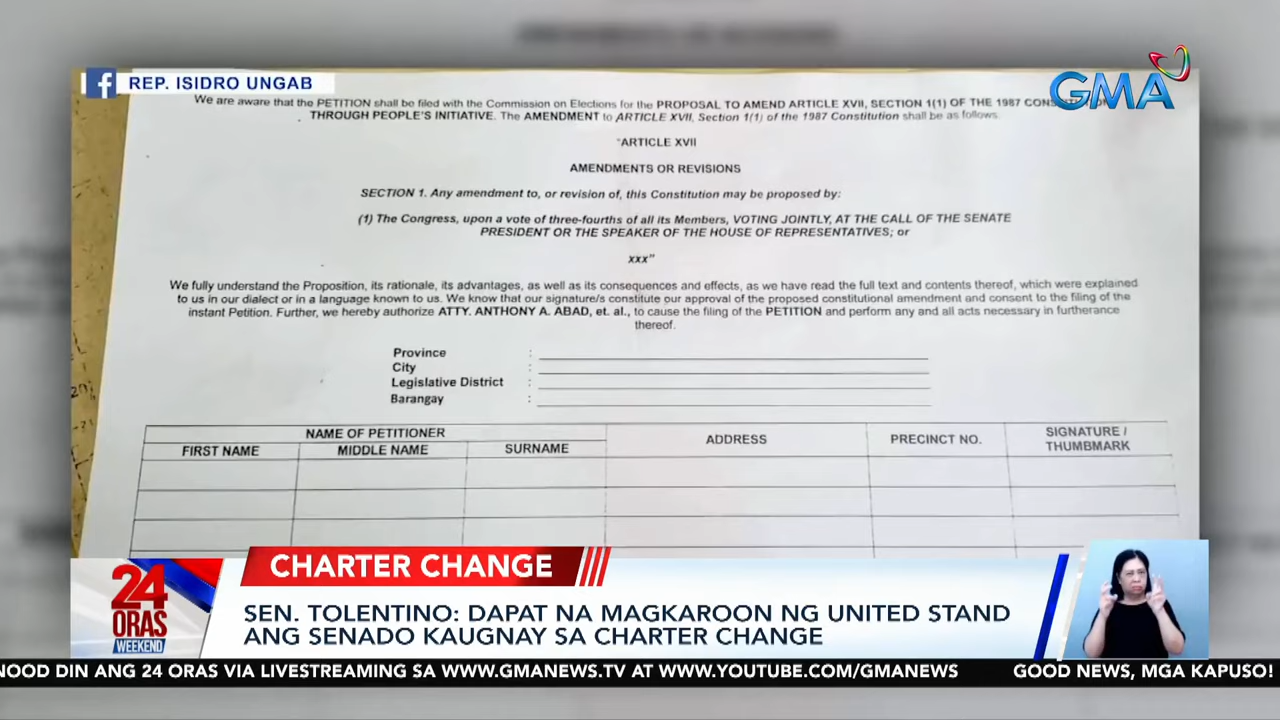 REP. ISIDRO UNGAB
GMA
We are aware that the PETITION shall be filed with the Commission on Elections for the PROPOSAL TO AMEND ARTICLE XVII, SECTION 1(1) OF THE 1987
THROUGH PEOPLE'S INITIATIVE. The AMENDMENT to ARTICLE XVII, Section 1(1) of the 1987 Constitution shall be as follows:
"ARTICLE XVII
AMENDMENTS OR REVISIONS
SECTION 1. Any amendment to, or revision of, this Constitution may be proposed by:
(1) The Congress, upon a vote of three-fourths of all its Members, VOTING JOINTLY, AT THE CALL OF THE SENATE
PRESIDENT OR THE SPEAKER OF THE HOUSE OF REPRESENTATIVES; or
xxx"
We fully understand the Proposition, its rationale, its advantages, as well as its consequences and effects, as we have read the full text and contents thereof, which were explained
to us in our dialect or in a language known to us. We know that our signature/s constitute our approval of the proposed constitutional amendment and consent to the filing of the
instant Petition. Further, we hereby authorize ATTY. ANTHONY A. ABAD, et. al., to cause the filing of the PETITION and perform any and all acts necessary in furtherance
thereof.
Province :
City :
Legislative District :
Barangay :
NAME OF PETITIONER ADDRESS PRECINCT NO. SIGNATURE / THUMBMARK
FIRST NAME MIDDLE NAME SURNAME
CHARTER CHANGE
24 ORAS WEEKEND
SEN. TOLENTINO: DAPAT NA MAGKAROON NG UNITED STAND
ANG SENADO KAUGNAY SA CHARTER CHANGE
NOOD DIN ANG 24 ORAS VIA LIVESTREAMING SA WWW.GMANEWS.TV AT WWW.YOUTUBE.COM/GMANEWS GOOD NEWS, MGA KAPUSO!